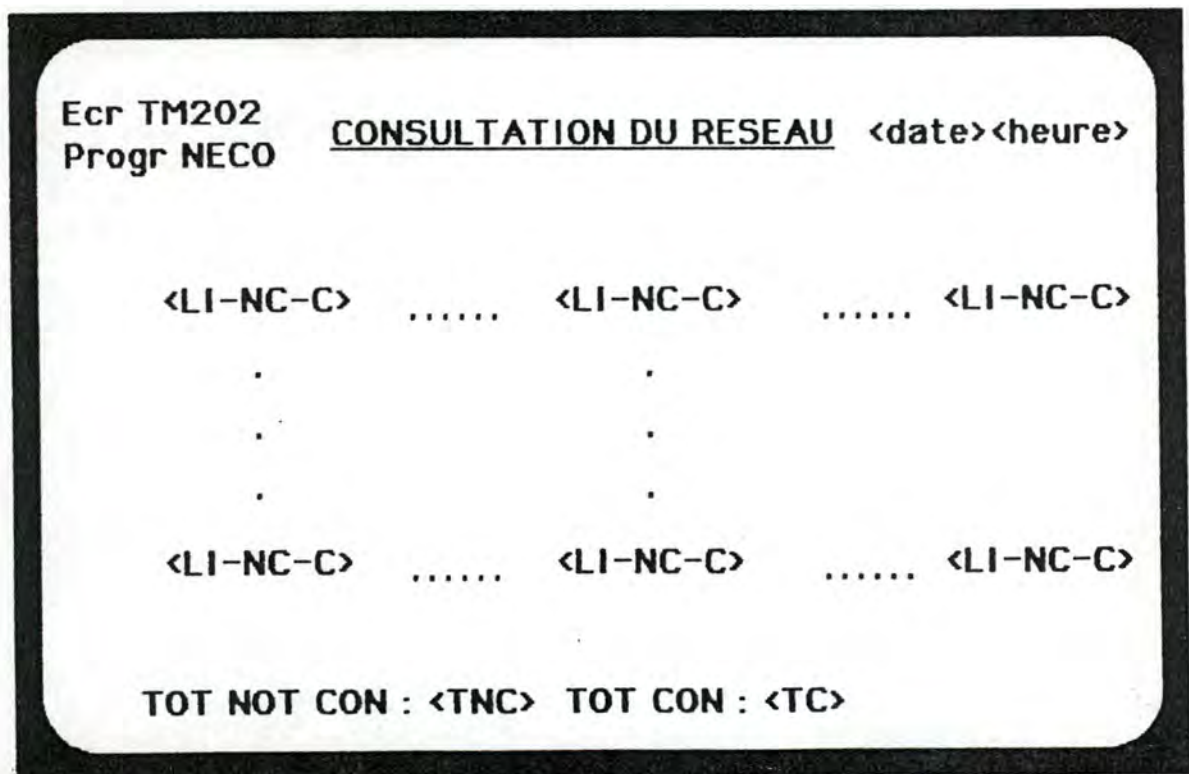 Ecr TM202
Progr NECO
CONSULTATION DU RESEAU <date><heure>
<LI-NC-C> ...... <LI-NC-C> ...... <LI-NC-C>
. .
. .
. .
<LI-NC-C> ...... <LI-NC-C> ...... <LI-NC-C>
TOT NOT CON : <TNC> TOT CON : <TC>